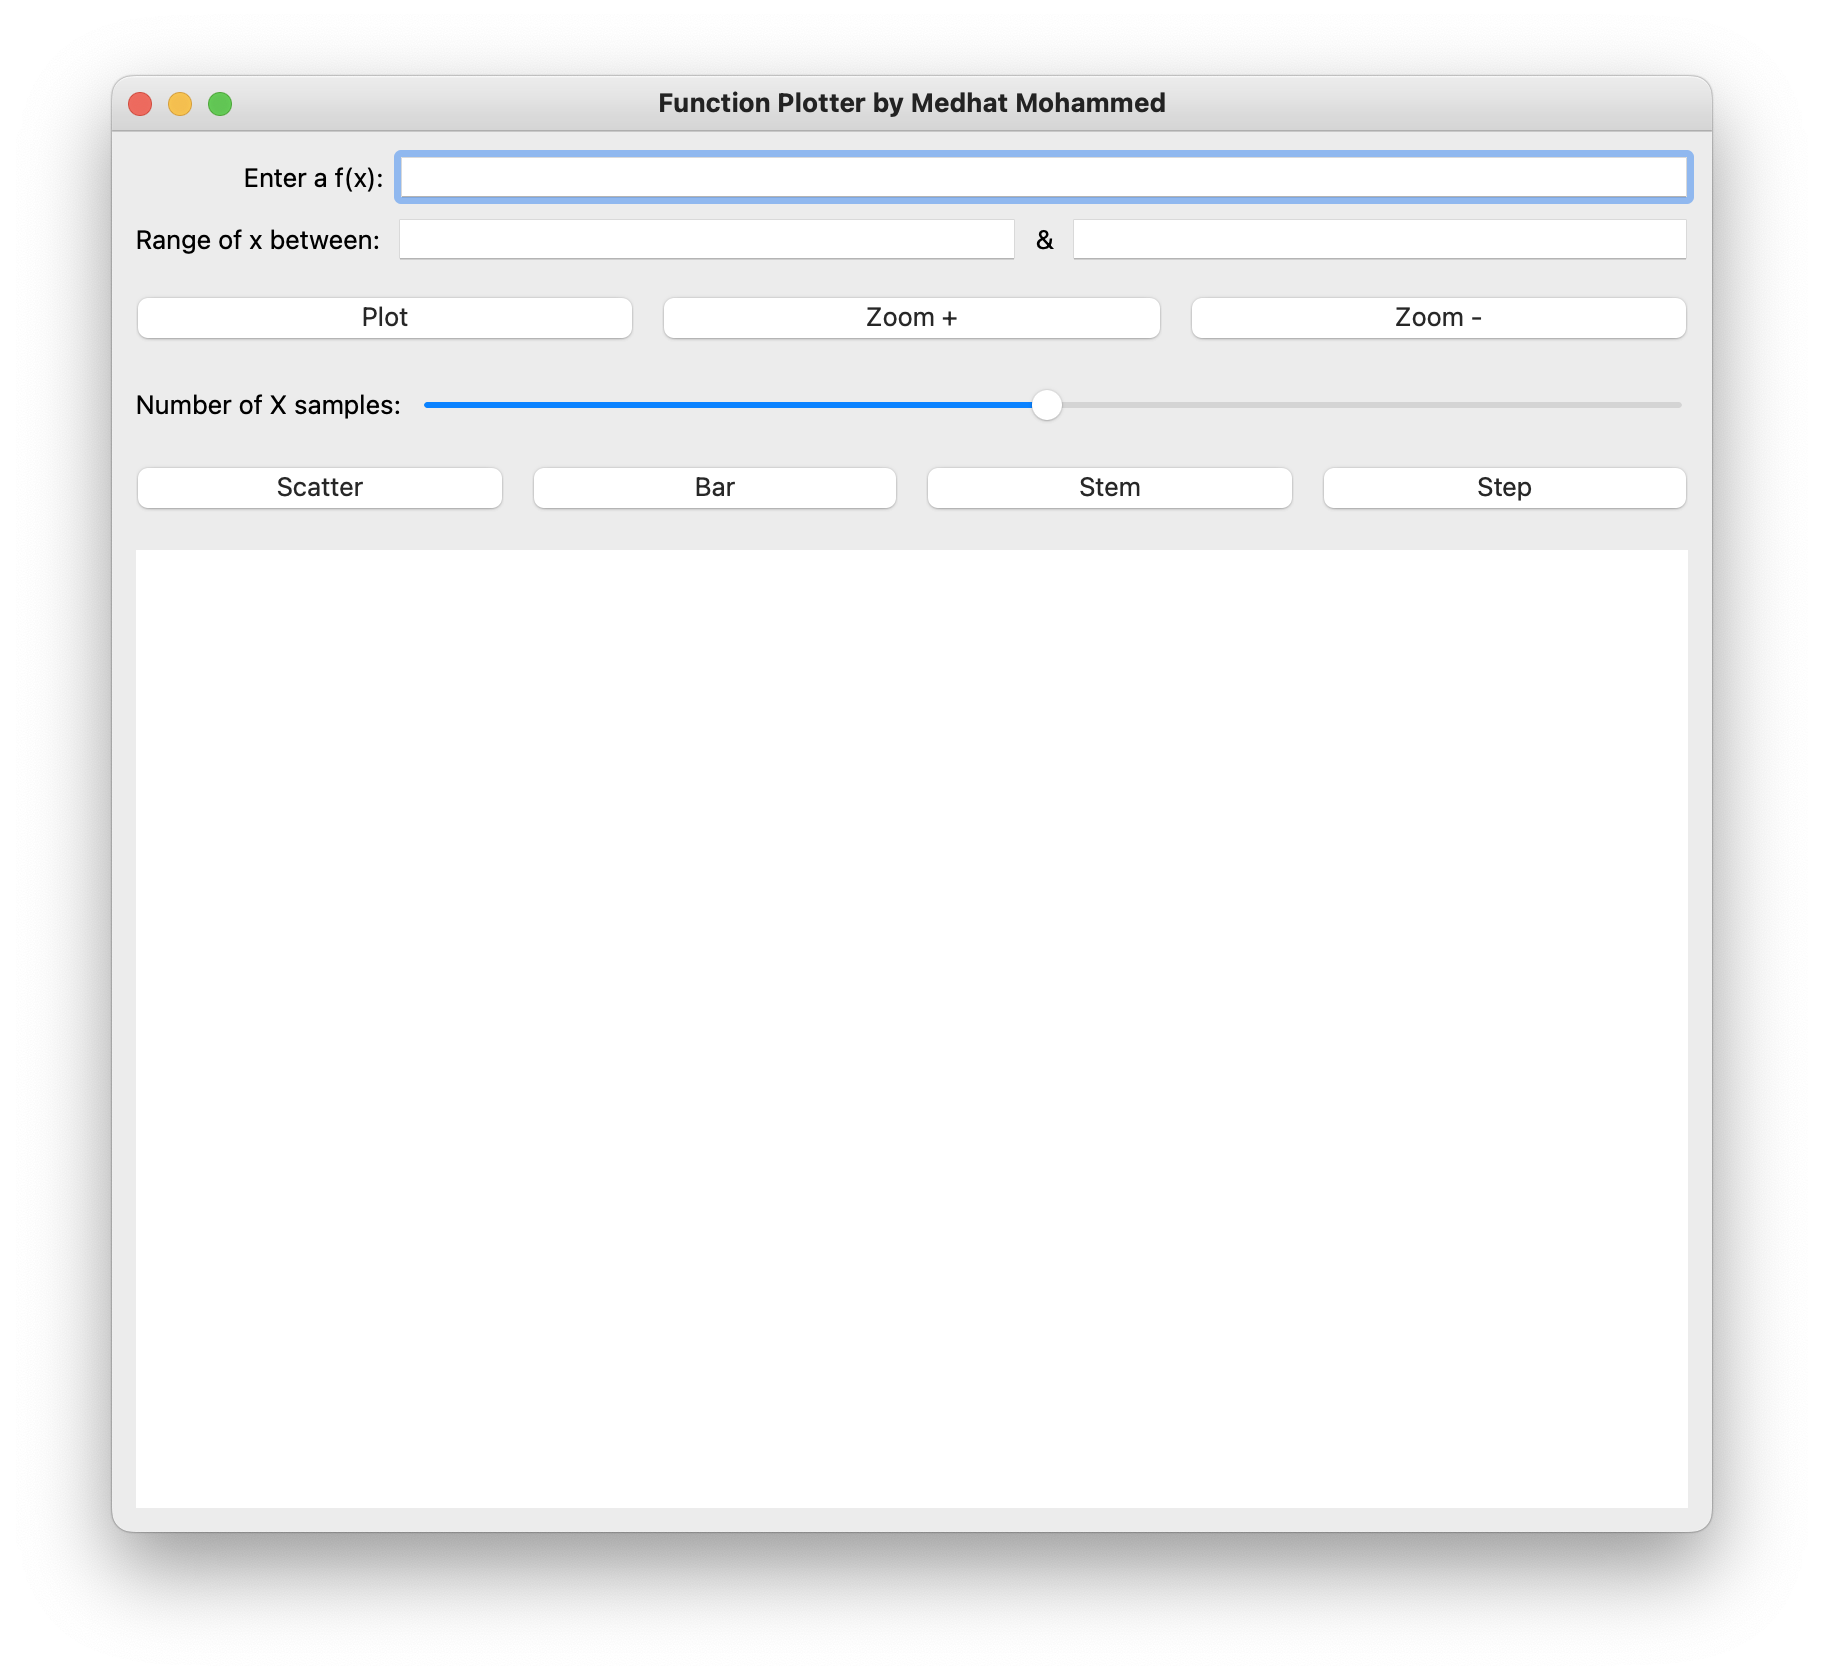 Function Plotter by Medhat Mohammed
Enter a f(x):
Range of x between: &
Plot Zoom + Zoom -
Number of X samples:
Scatter Bar Stem Step